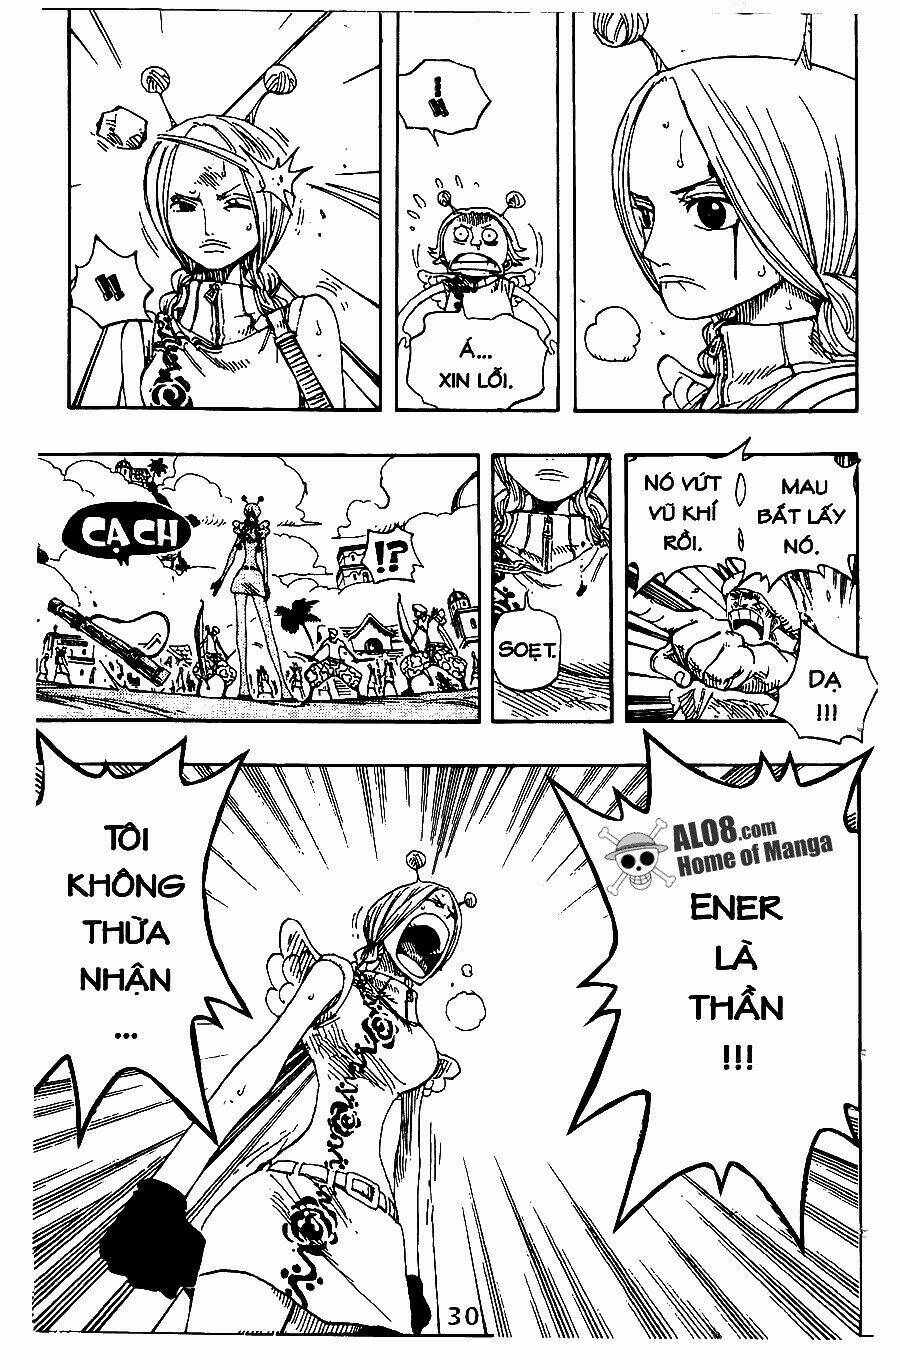 ...!!
Á...
XIN LỖI.
!!
MAU
BẮT LẤY
NÓ.
NÓ VỨT
VŨ KHÍ
RỒI.
DẠ
!!!
SOẸT.
!?
CẠCH
ALO8.com
Home of Manga
ENER
LÀ
THẦN
!!!
TÔI
KHÔNG
THỪA
NHẬN
...
30